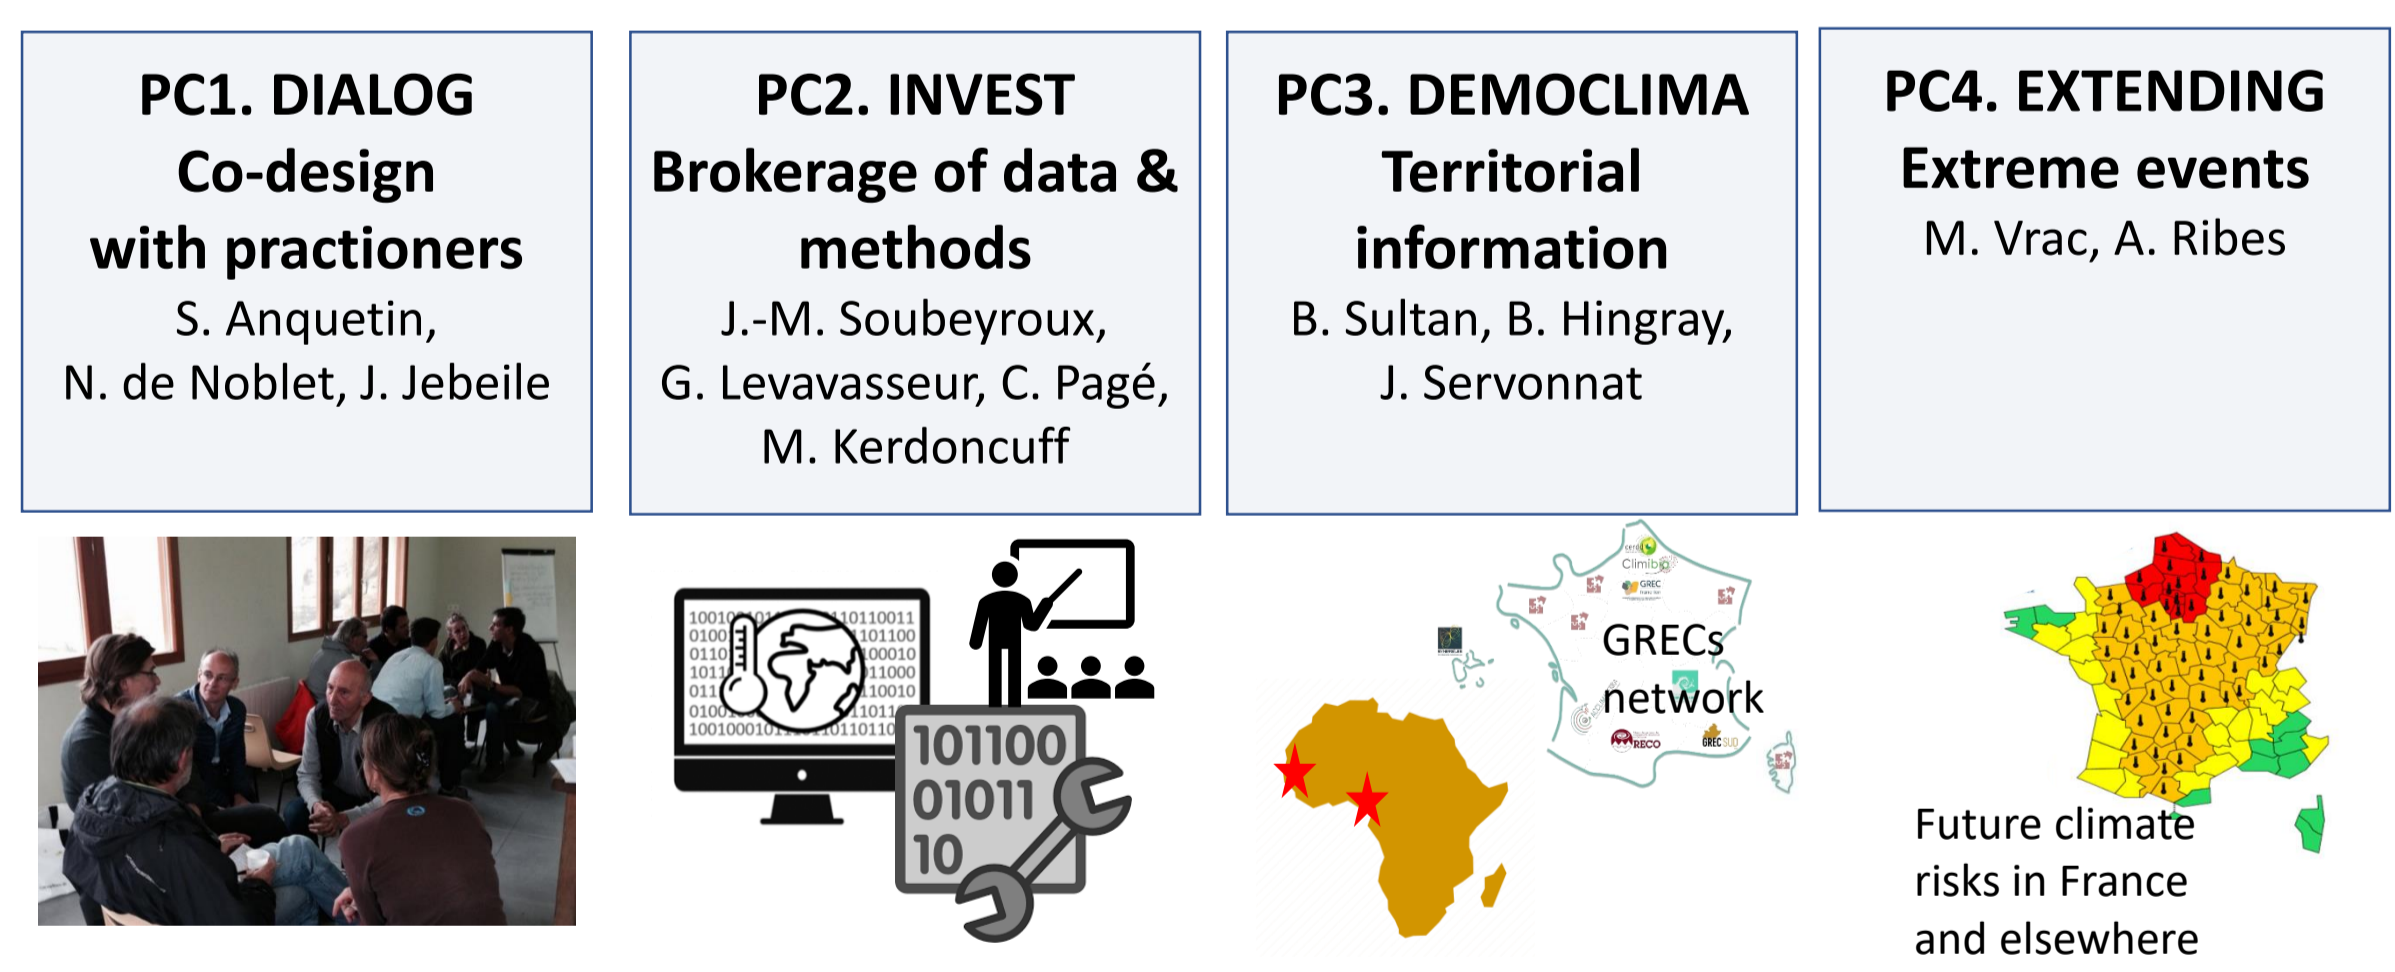 PC1. DIALOG
Co-design
with practioners
S. Anquetin,
N. de Noblet, J. Jebeile
PC2. INVEST
Brokerage of data &
methods
J.-M. Soubeyroux,
G. Levavasseur, C. Pagé,
M. Kerdoncuff
PC3. DEMOCLIMA
Territorial
information
B. Sultan, B. Hingray,
J. Servonnat
PC4. EXTENDING
Extreme events
M. Vrac, A. Ribes
101100
01011
10
Climibio
GREC
GRECs
network
RECO
GREC SUD
Future climate
risks in France
and elsewhere